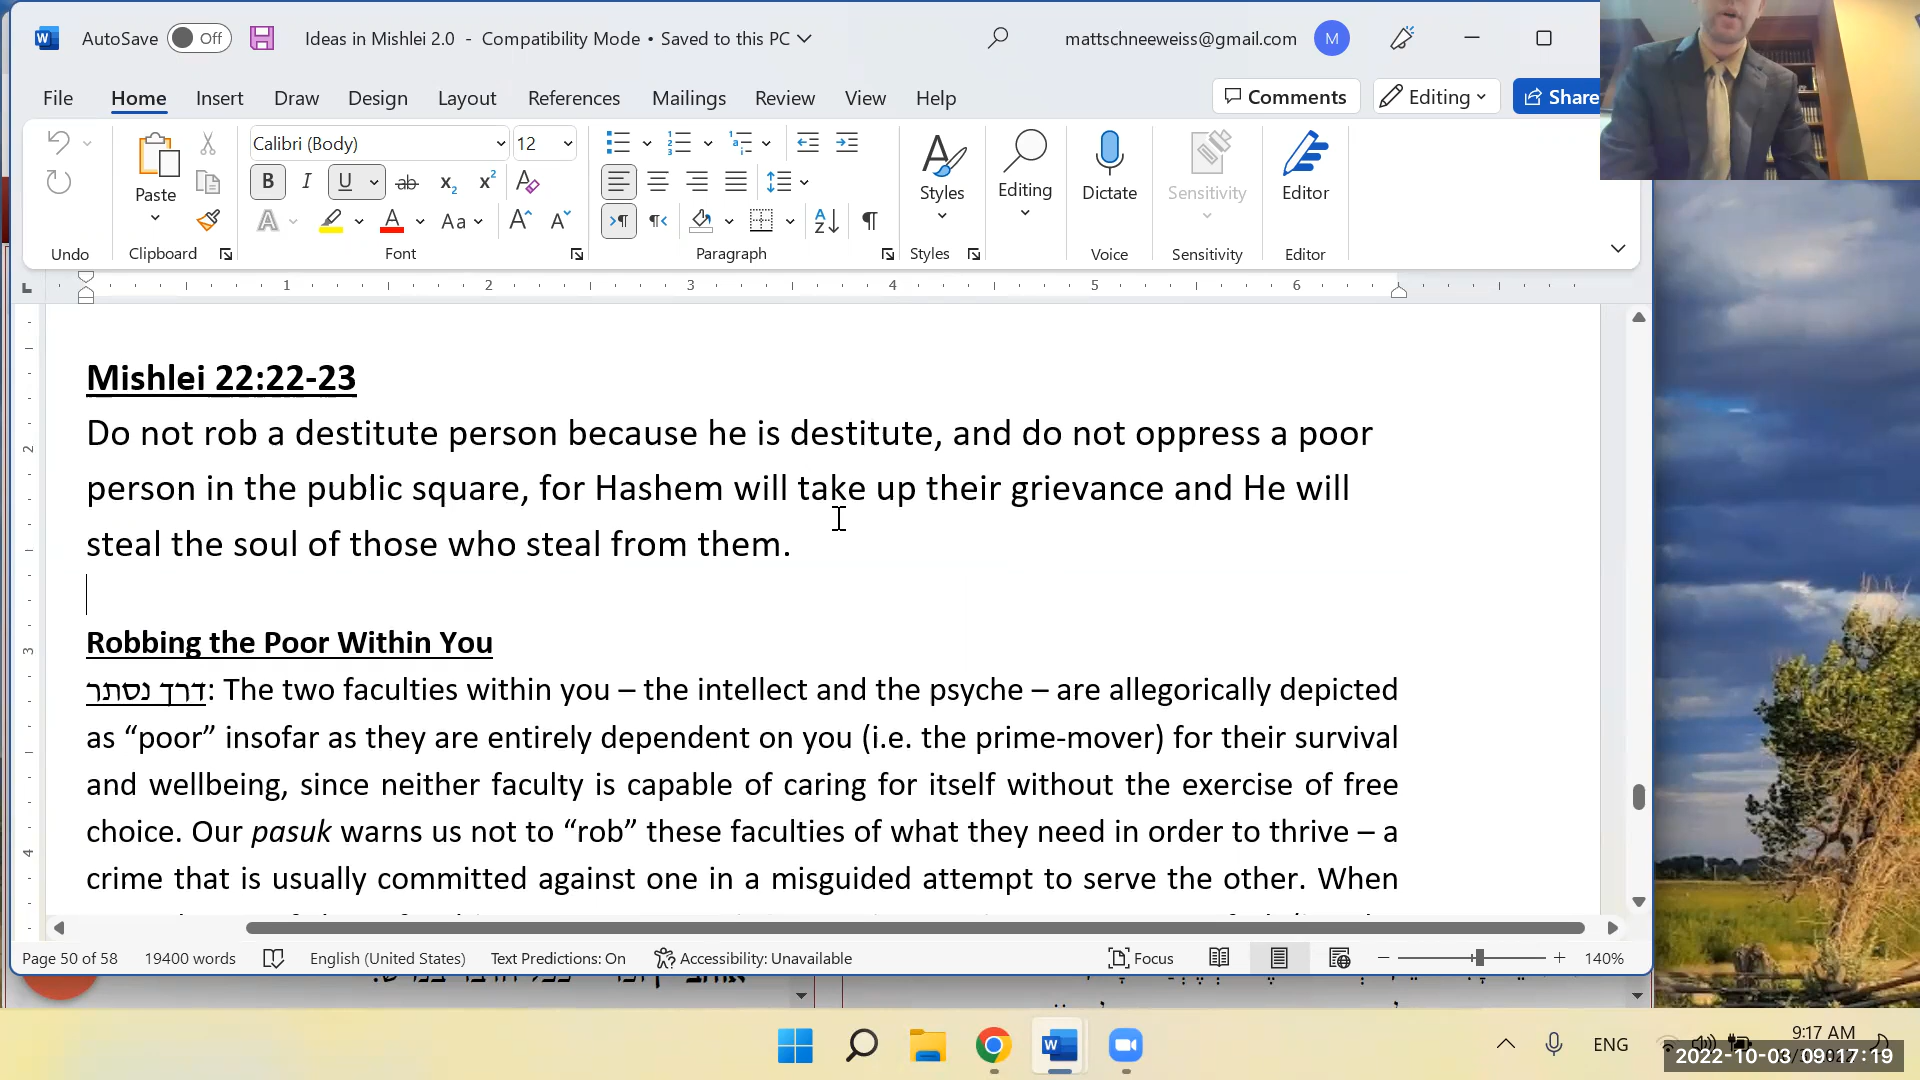 AutoSave Off Ideas in Mishlei 2.0 - Compatibility Mode • Saved to this PC mattschneeweiss@gmail.com M
File Home Insert Draw Design Layout References Mailings Review View Help Comments Editing Share
Calibri (Body) 12
Paste Styles Editing Dictate Sensitivity Editor
Undo Clipboard Font Paragraph Styles Voice Sensitivity Editor
1 2 3 4 5 6
Mishlei 22:22-23
Do not rob a destitute person because he is destitute, and do not oppress a poor
person in the public square, for Hashem will take up their grievance and He will
steal the soul of those who steal from them.
Robbing the Poor Within You
דרך נסתר: The two faculties within you – the intellect and the psyche – are allegorically depicted
as “poor” insofar as they are entirely dependent on you (i.e. the prime-mover) for their survival
and wellbeing, since neither faculty is capable of caring for itself without the exercise of free
choice. Our pasuk warns us not to “rob” these faculties of what they need in order to thrive – a
crime that is usually committed against one in a misguided attempt to serve the other. When
Page 50 of 58 19400 words English (United States) Text Predictions: On Accessibility: Unavailable Focus 140%
ENG 9:17 AM
2022-10-03 09:17:19